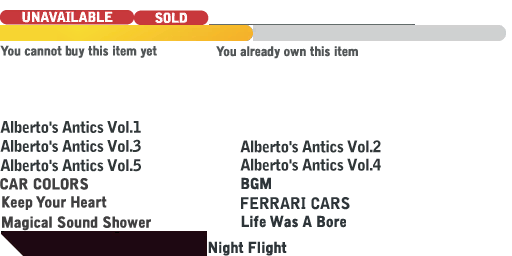 UNAVAILABLE SOLD
You cannot buy this item yet You already own this item
Alberto's Antics Vol.1
Alberto's Antics Vol.3 Alberto's Antics Vol.2
Alberto's Antics Vol.5 Alberto's Antics Vol.4
CAR COLORS BGM
Keep Your Heart FERRARI CARS
Magical Sound Shower Life Was A Bore
Night Flight